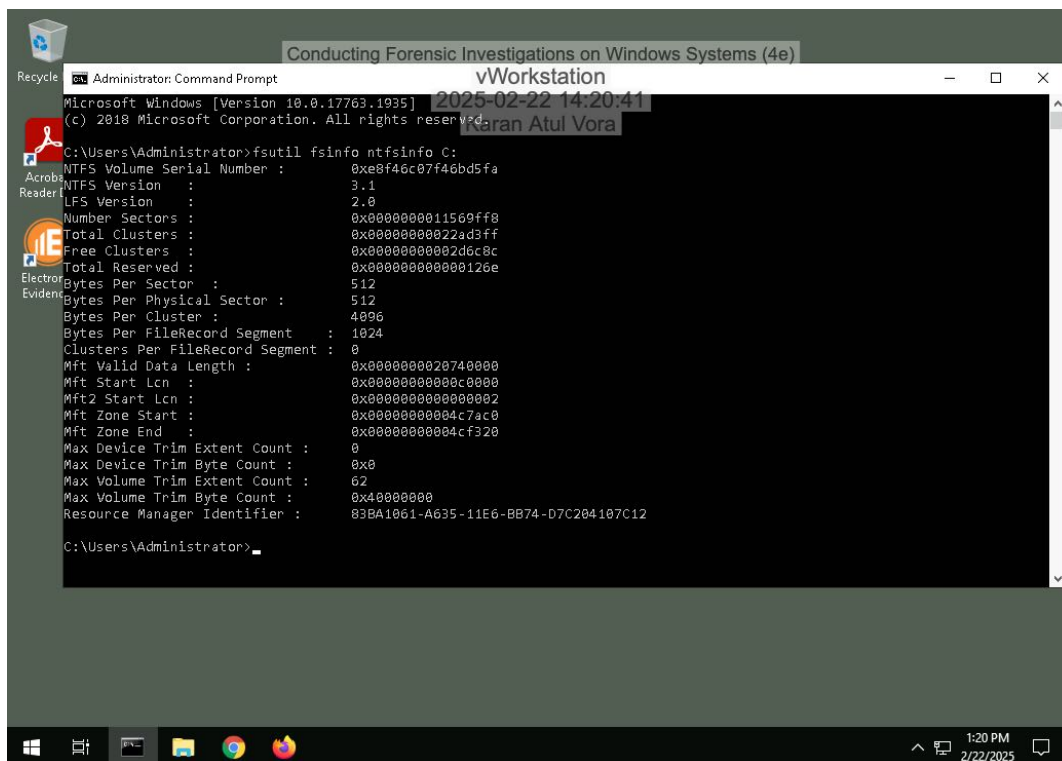 Conducting Forensic Investigations on Windows Systems (4e)
vWorkstation
2025-02-22 14:20:41
Karan Atul Vora
Recycle
Administrator: Command Prompt
Microsoft Windows [Version 10.0.17763.1935]
(c) 2018 Microsoft Corporation. All rights reserved.
C:\Users\Administrator>fsutil fsinfo ntfsinfo C:
NTFS Volume Serial Number : 0xe8f46c07f46bd5fa
NTFS Version : 3.1
LFS Version : 2.0
Number Sectors : 0x0000000011569ff8
Total Clusters : 0x00000000022ad3ff
Free Clusters : 0x00000000002d6c8c
Total Reserved : 0x000000000000126e
Bytes Per Sector : 512
Bytes Per Physical Sector : 512
Bytes Per Cluster : 4096
Bytes Per FileRecord Segment : 1024
Clusters Per FileRecord Segment : 0
Mft Valid Data Length : 0x0000000020740000
Mft Start Lcn : 0x00000000000c0000
Mft2 Start Lcn : 0x0000000000000002
Mft Zone Start : 0x00000000004c7ac0
Mft Zone End : 0x00000000004cf320
Max Device Trim Extent Count : 0
Max Device Trim Byte Count : 0x0
Max Volume Trim Extent Count : 62
Max Volume Trim Byte Count : 0x40000000
Resource Manager Identifier : 83BA1061-A635-11E6-BB74-D7C204107C12
C:\Users\Administrator>
Acroba
Reader
Electron
Evidenc
1:20 PM
2/22/2025